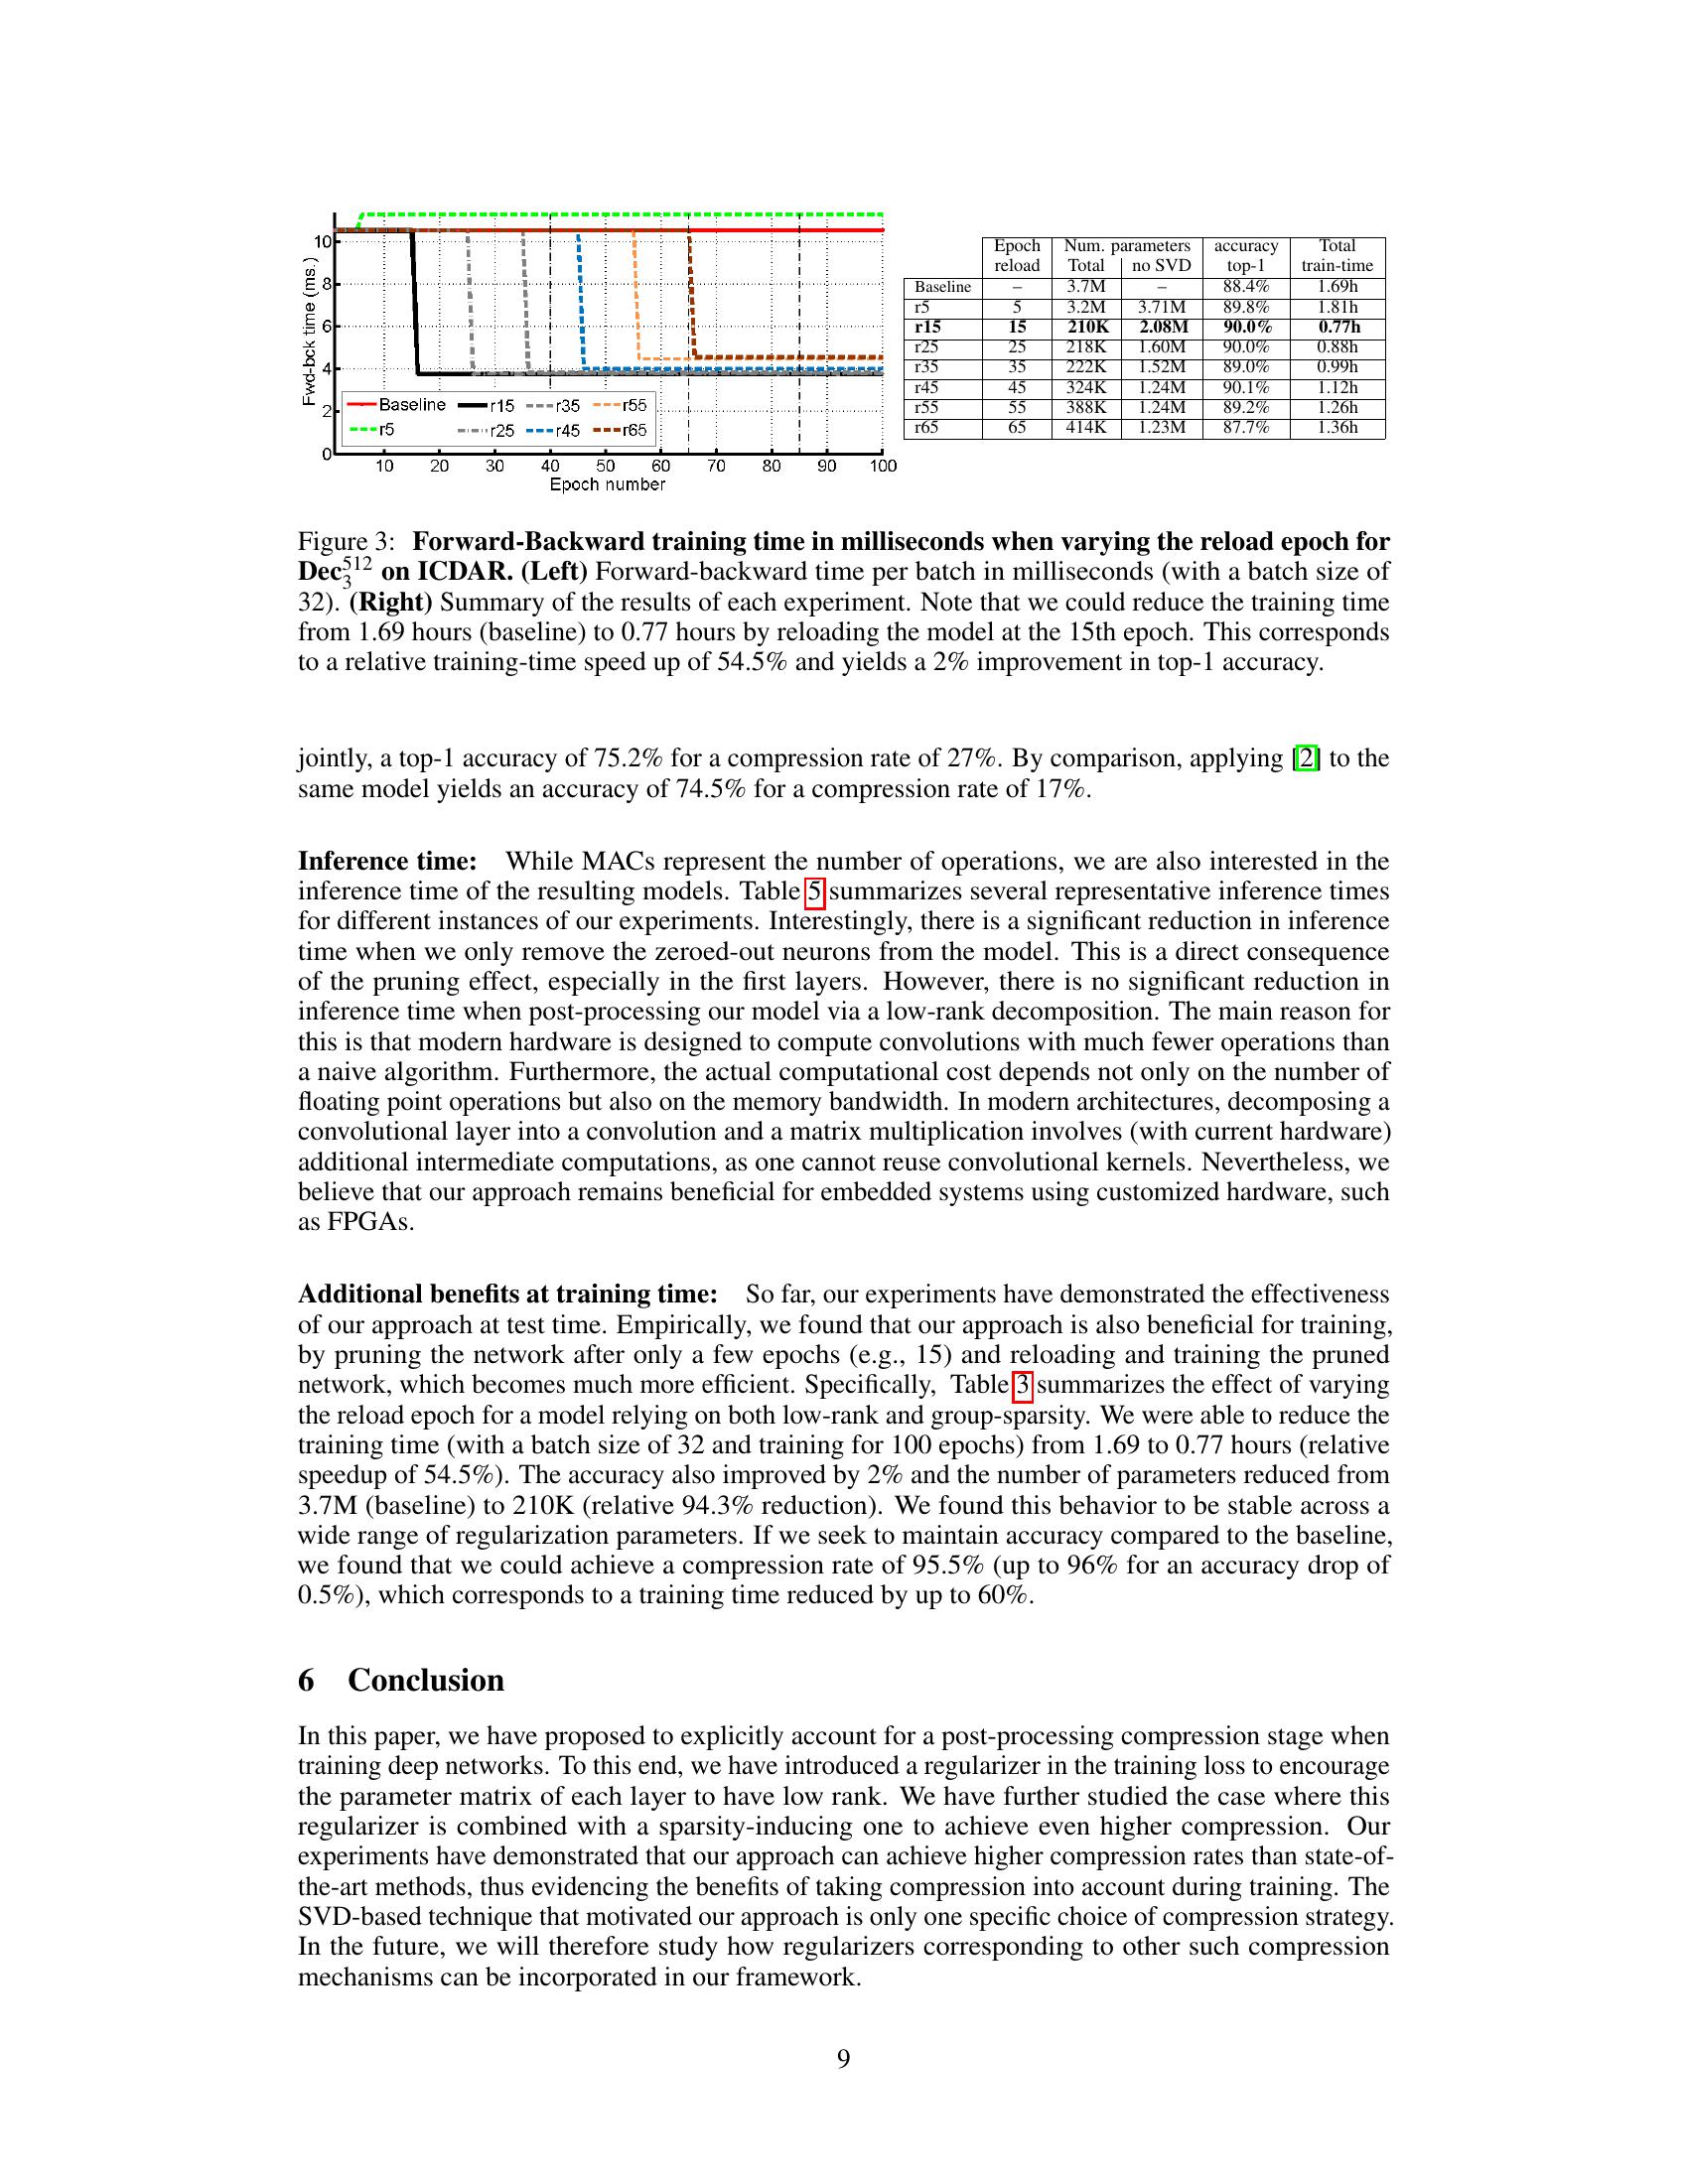 10
8
6
4
2
0
Fwd-bck time (ms.)
Baseline r15 r35 r55
r5 r25 r45 r65
10 20 30 40 50 60 70 80 90 100
Epoch number
Epoch Num. parameters accuracy Total
reload Total no SVD top-1 train-time
Baseline – 3.7M – 88.4% 1.69h
r5 5 3.2M 3.71M 89.8% 1.81h
r15 15 210K 2.08M 90.0% 0.77h
r25 25 218K 1.60M 90.0% 0.88h
r35 35 222K 1.52M 89.0% 0.99h
r45 45 324K 1.24M 90.1% 1.12h
r55 55 388K 1.24M 89.2% 1.26h
r65 65 414K 1.23M 87.7% 1.36h
Figure 3: Forward-Backward training time in milliseconds when varying the reload epoch for
Dec₃⁵¹² on ICDAR. (Left) Forward-backward time per batch in milliseconds (with a batch size of
32). (Right) Summary of the results of each experiment. Note that we could reduce the training time
from 1.69 hours (baseline) to 0.77 hours by reloading the model at the 15th epoch. This corresponds
to a relative training-time speed up of 54.5% and yields a 2% improvement in top-1 accuracy.
jointly, a top-1 accuracy of 75.2% for a compression rate of 27%. By comparison, applying [2] to the
same model yields an accuracy of 74.5% for a compression rate of 17%.
Inference time: While MACs represent the number of operations, we are also interested in the
inference time of the resulting models. Table 5 summarizes several representative inference times
for different instances of our experiments. Interestingly, there is a significant reduction in inference
time when we only remove the zeroed-out neurons from the model. This is a direct consequence
of the pruning effect, especially in the first layers. However, there is no significant reduction in
inference time when post-processing our model via a low-rank decomposition. The main reason for
this is that modern hardware is designed to compute convolutions with much fewer operations than
a naive algorithm. Furthermore, the actual computational cost depends not only on the number of
floating point operations but also on the memory bandwidth. In modern architectures, decomposing a
convolutional layer into a convolution and a matrix multiplication involves (with current hardware)
additional intermediate computations, as one cannot reuse convolutional kernels. Nevertheless, we
believe that our approach remains beneficial for embedded systems using customized hardware, such
as FPGAs.
Additional benefits at training time: So far, our experiments have demonstrated the effectiveness
of our approach at test time. Empirically, we found that our approach is also beneficial for training,
by pruning the network after only a few epochs (e.g., 15) and reloading and training the pruned
network, which becomes much more efficient. Specifically, Table 3 summarizes the effect of varying
the reload epoch for a model relying on both low-rank and group-sparsity. We were able to reduce the
training time (with a batch size of 32 and training for 100 epochs) from 1.69 to 0.77 hours (relative
speedup of 54.5%). The accuracy also improved by 2% and the number of parameters reduced from
3.7M (baseline) to 210K (relative 94.3% reduction). We found this behavior to be stable across a
wide range of regularization parameters. If we seek to maintain accuracy compared to the baseline,
we found that we could achieve a compression rate of 95.5% (up to 96% for an accuracy drop of
0.5%), which corresponds to a training time reduced by up to 60%.
6 Conclusion
In this paper, we have proposed to explicitly account for a post-processing compression stage when
training deep networks. To this end, we have introduced a regularizer in the training loss to encourage
the parameter matrix of each layer to have low rank. We have further studied the case where this
regularizer is combined with a sparsity-inducing one to achieve even higher compression. Our
experiments have demonstrated that our approach can achieve higher compression rates than state-of-
the-art methods, thus evidencing the benefits of taking compression into account during training. The
SVD-based technique that motivated our approach is only one specific choice of compression strategy.
In the future, we will therefore study how regularizers corresponding to other such compression
mechanisms can be incorporated in our framework.
9